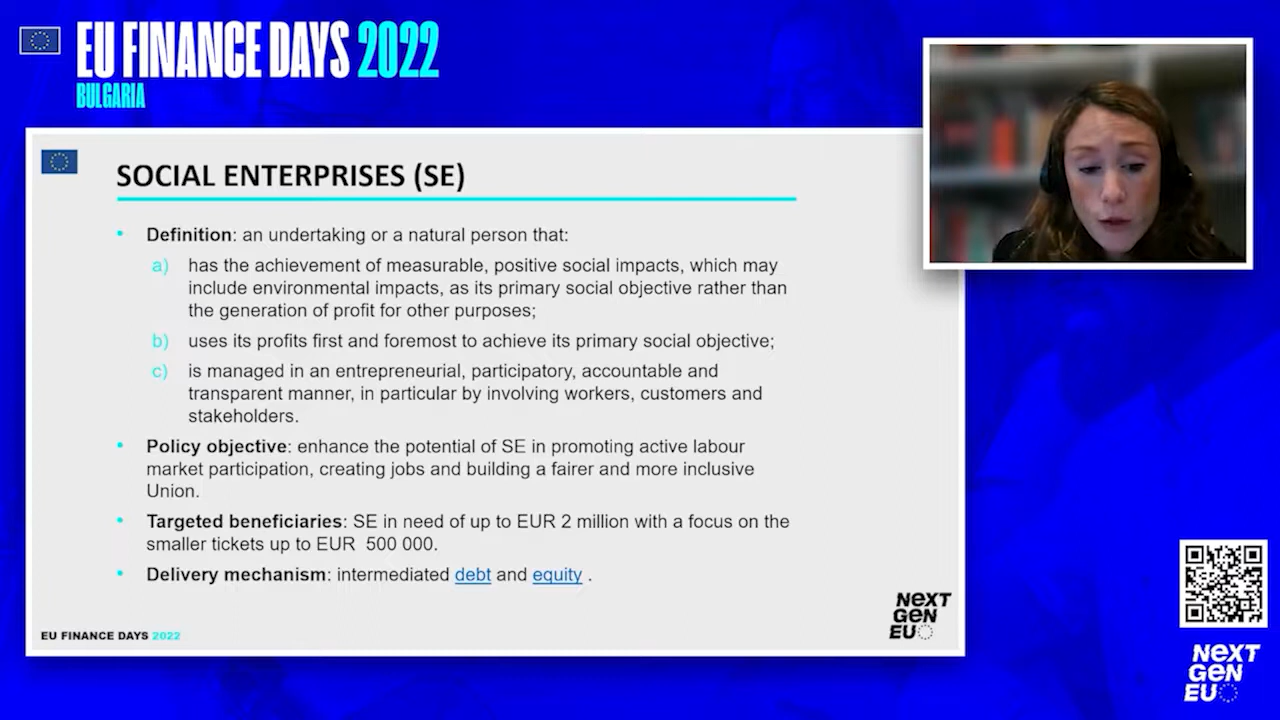 EU FINANCE DAYS 2022
BULGARIA
SOCIAL ENTERPRISES (SE)
• Definition: an undertaking or a natural person that:
a) has the achievement of measurable, positive social impacts, which may
include environmental impacts, as its primary social objective rather than
the generation of profit for other purposes;
b) uses its profits first and foremost to achieve its primary social objective;
c) is managed in an entrepreneurial, participatory, accountable and
transparent manner, in particular by involving workers, customers and
stakeholders.
• Policy objective: enhance the potential of SE in promoting active labour
market participation, creating jobs and building a fairer and more inclusive
Union.
• Targeted beneficiaries: SE in need of up to EUR 2 million with a focus on the
smaller tickets up to EUR 500 000.
• Delivery mechanism: intermediated debt and equity .
NEXT
GEN
EU
EU FINANCE DAYS 2022
NEXT
GEN
EU